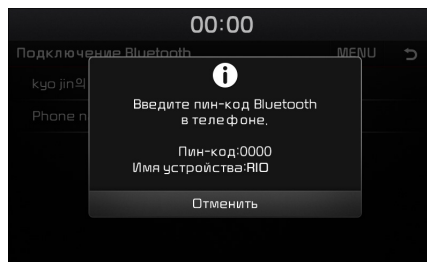 00:00
Подключение Bluetooth MENU
kyo jin의
Введите пин-код Bluetooth
в телефоне.
Phone n
Пин-код:0000
Имя устройства:RIO
Отменить